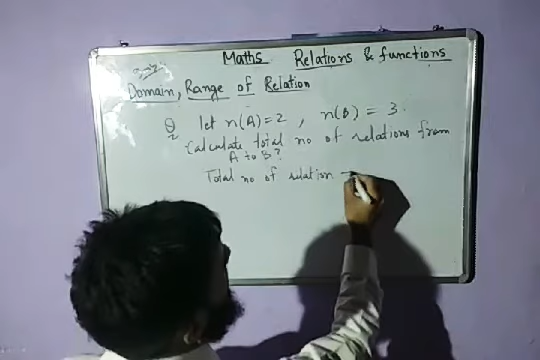 Maths Relations & functions
Domain, Range of Relation
Q let n(A) = 2 , n(B) = 3.
Calculate total no of relations from
A to B?
Total no of relation =